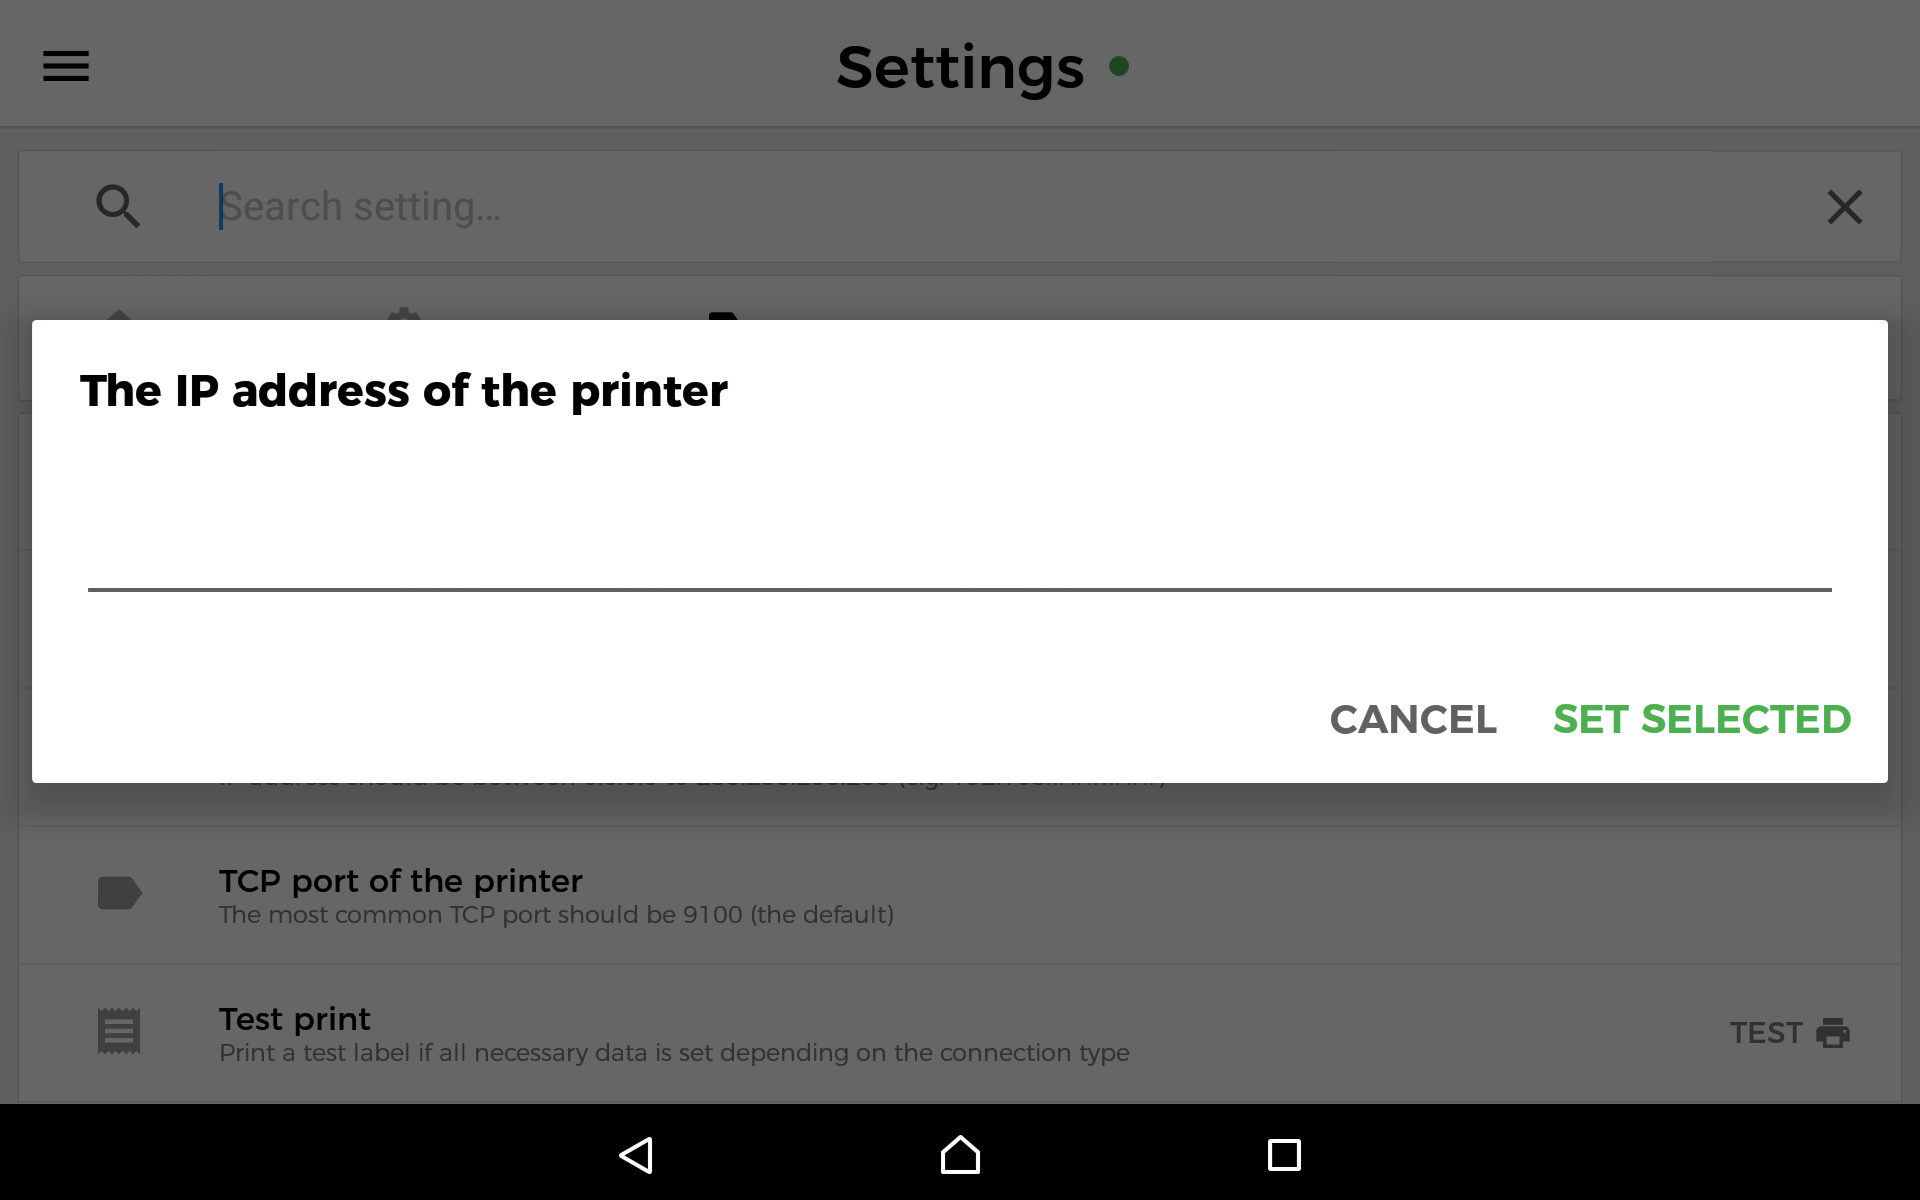 Settings
Search setting...
The IP address of the printer
CANCEL SET SELECTED
TCP port of the printer
The most common TCP port should be 9100 (the default)
Test print
Print a test label if all necessary data is set depending on the connection type
TEST